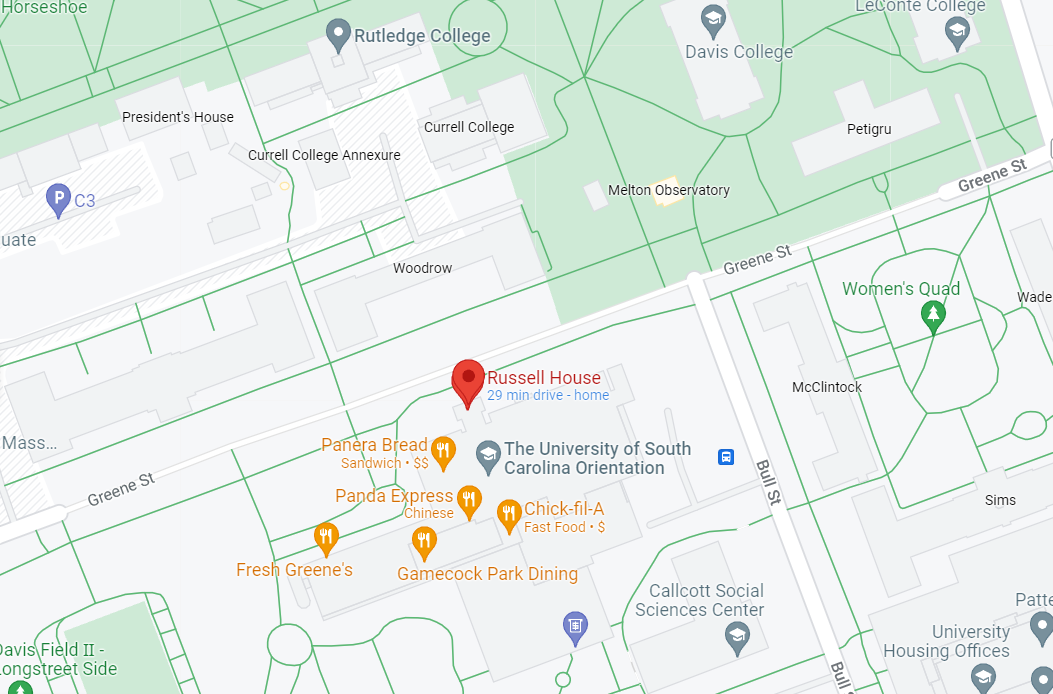 Horseshoe
LeConte College
Rutledge College
Davis College
President's House
Currell College
Petigru
Currell College Annexure
Greene St
Melton Observatory
P C3
uate
Woodrow
Greene St
Women's Quad
Wade
Russell House
29 min drive - home
McClintock
Mass...
Panera Bread
Sandwich • $$
The University of South
Carolina Orientation
Greene St
Bull St
Panda Express
Chinese
Chick-fil-A
Fast Food • $
Sims
Fresh Greene's
Gamecock Park Dining
Callcott Social
Sciences Center
Patte
University
Housing Offices
Davis Field II -
Longstreet Side
Bull S